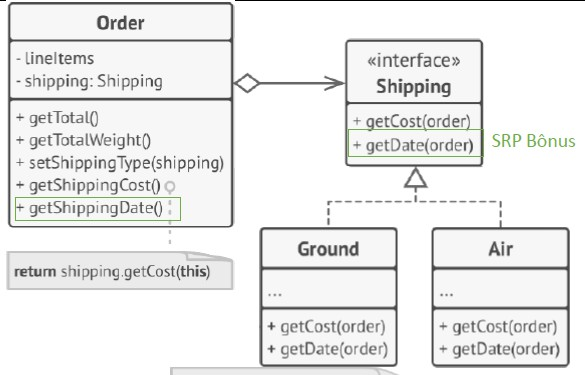 Order
- lineItems
- shipping: Shipping
+ getTotal()
+ getTotalWeight()
+ setShippingType(shipping)
+ getShippingCost()
+ getShippingDate()
return shipping.getCost(this)
«interface»
Shipping
+ getCost(order)
+ getDate(order)
SRP Bônus
Ground
...
+ getCost(order)
+ getDate(order)
Air
...
+ getCost(order)
+ getDate(order)